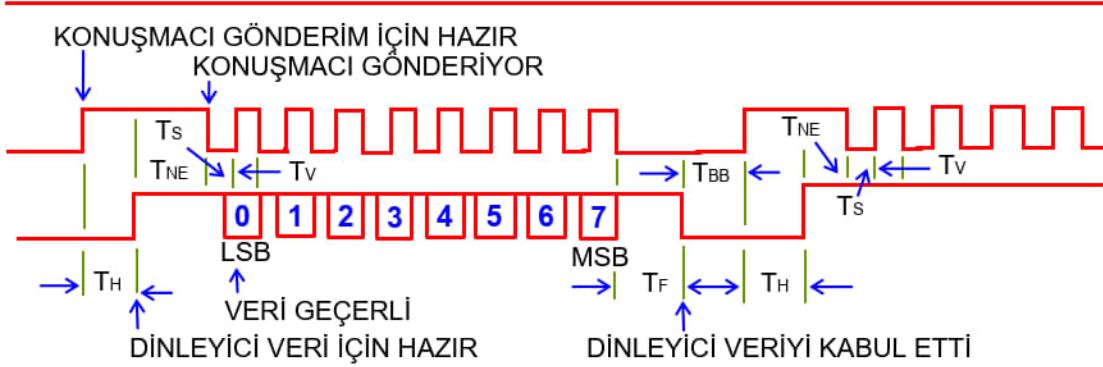 KONUŞMACI GÖNDERİM İÇİN HAZIR
KONUŞMACI GÖNDERİYOR
TS
TNE
TV
TBB
TNE
TV
TS
0 1 2 3 4 5 6 7
LSB
MSB
TH
TF
TH
VERİ GEÇERLİ
DİNLEYİCİ VERİ İÇİN HAZIR
DİNLEYİCİ VERİYİ KABUL ETTİ